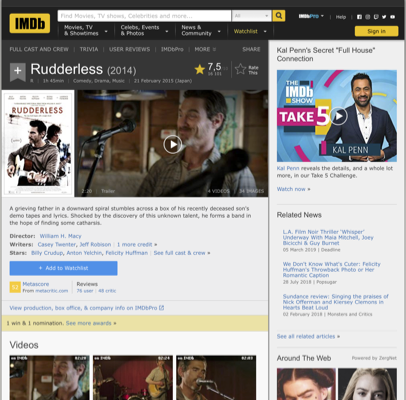 IMDb
Find Movies, TV shows, Celebrities and more...
All
IMDbPro
Help
Movies, TV
& Showtimes
Celebs, Events
& Photos
News &
Community
Watchlist
Sign in
FULL CAST AND CREW | TRIVIA | USER REVIEWS | IMDbPro | MORE
SHARE
+
Rudderless (2014)
7,5
Rate
This
1h 45min | Comedy, Drama, Music | 21 February 2015 (Japan)
RUDDERLESS
2:20 Trailer
4 VIDEOS
34 IMAGES
A grieving father in a downward spiral stumbles across a box of his recently deceased son's
demo tapes and lyrics. Shocked by the discovery of this unknown talent, he forms a band in
the hope of finding some catharsis.
Director: William H. Macy
Writers: Casey Twenter, Jeff Robison | 1 more credit »
Stars: Billy Crudup, Anton Yelchin, Felicity Huffman | See full cast & crew »
+ Add to Watchlist
Metascore
From metacritic.com
Reviews
76 user | 48 critic
View production, box office, & company info on IMDbPro
1 win & 1 nomination. See more awards »
Videos
IMDb
02:20
IMDb
IMDb
Kal Penn's Secret "Full House"
Connection
THE
IMDb
SHOW
TAKE 5
KAL PENN
Kal Penn reveals the details, and a whole lot
more, in our Take 5 Challenge.
Watch now »
Related News
L.A. Film Noir Thriller 'Whisper'
Underway With Maia Mitchell, Joey
Bicicchi & Guy Burnell
05 March 2019 | Deadline
We Don't Know What's Cuter: Felicity
Huffman's Throwback Photo or Her
Romantic Caption
28 July 2018 | Popsugar
Sundance review: Singing the praises of
Nick Offerman and Kiersey Clemons in
Hearts Beat Loud
02 February 2018 | Monsters and Critics
See all related articles »
Around The Web
Powered by ZergNet